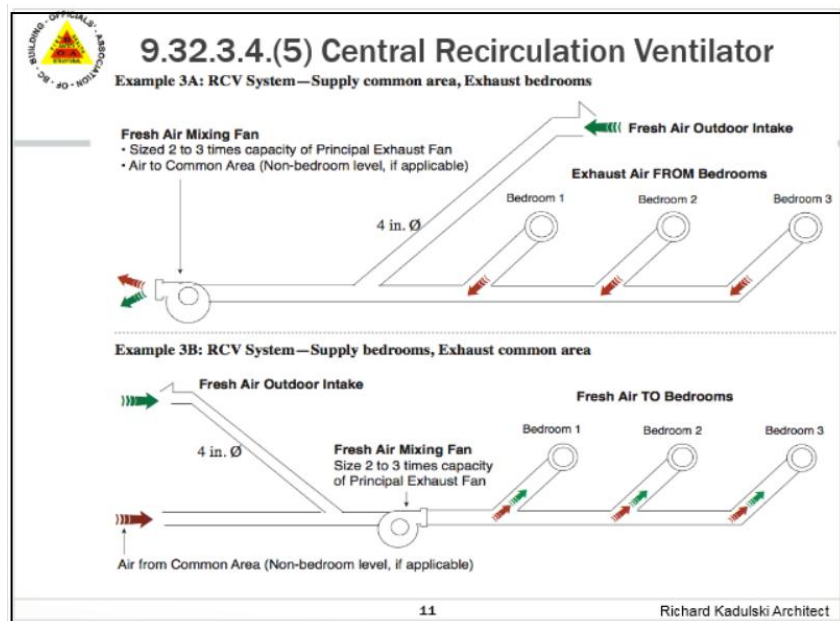 BUILDING · OFFICIALS' · ASSOCIATION · OF · BC ·
9.32.3.4.(5) Central Recirculation Ventilator
Example 3A: RCV System—Supply common area, Exhaust bedrooms
Fresh Air Mixing Fan
• Sized 2 to 3 times capacity of Principal Exhaust Fan
• Air to Common Area (Non-bedroom level, if applicable)
Fresh Air Outdoor Intake
Exhaust Air FROM Bedrooms
Bedroom 1
Bedroom 2
Bedroom 3
4 in. Ø
Example 3B: RCV System—Supply bedrooms, Exhaust common area
Fresh Air Outdoor Intake
Fresh Air TO Bedrooms
Bedroom 1
Bedroom 2
Bedroom 3
4 in. Ø
Fresh Air Mixing Fan
Size 2 to 3 times capacity
of Principal Exhaust Fan
Air from Common Area (Non-bedroom level, if applicable)
11
Richard Kadulski Architect